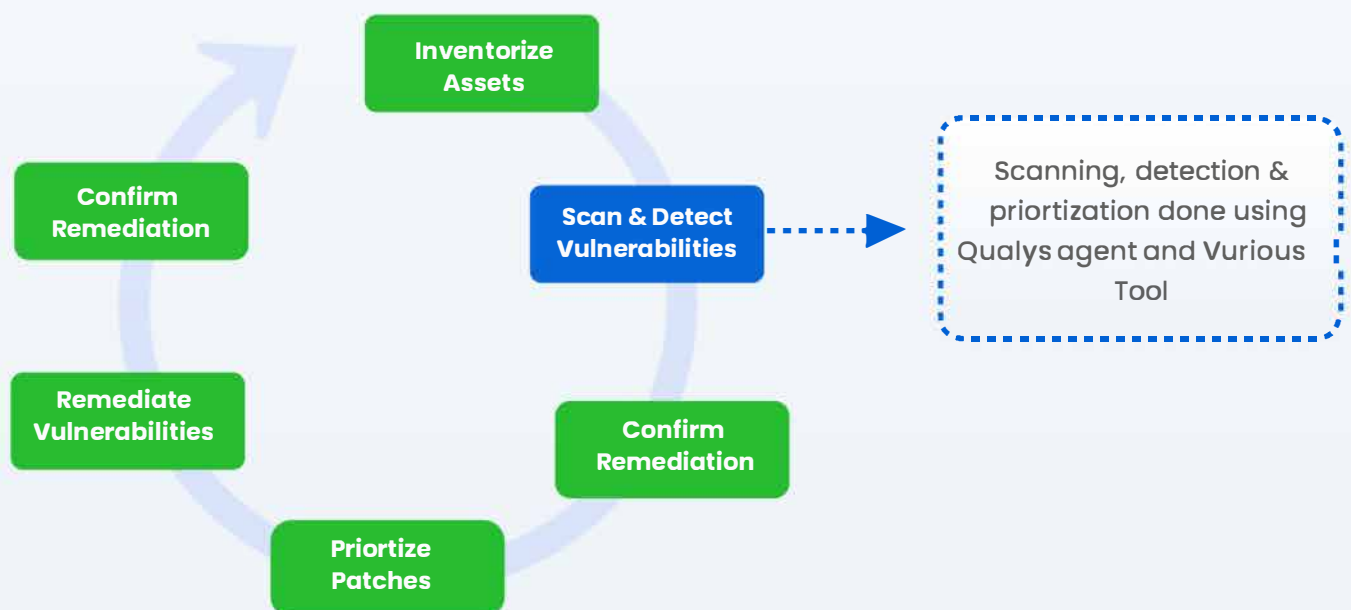 Inventorize
Assets
Scan & Detect
Vulnerabilities
Scanning, detection &
priortization done using
Qualys agent and Vurious
Tool
Confirm
Remediation
Priortize
Patches
Remediate
Vulnerabilities
Confirm
Remediation